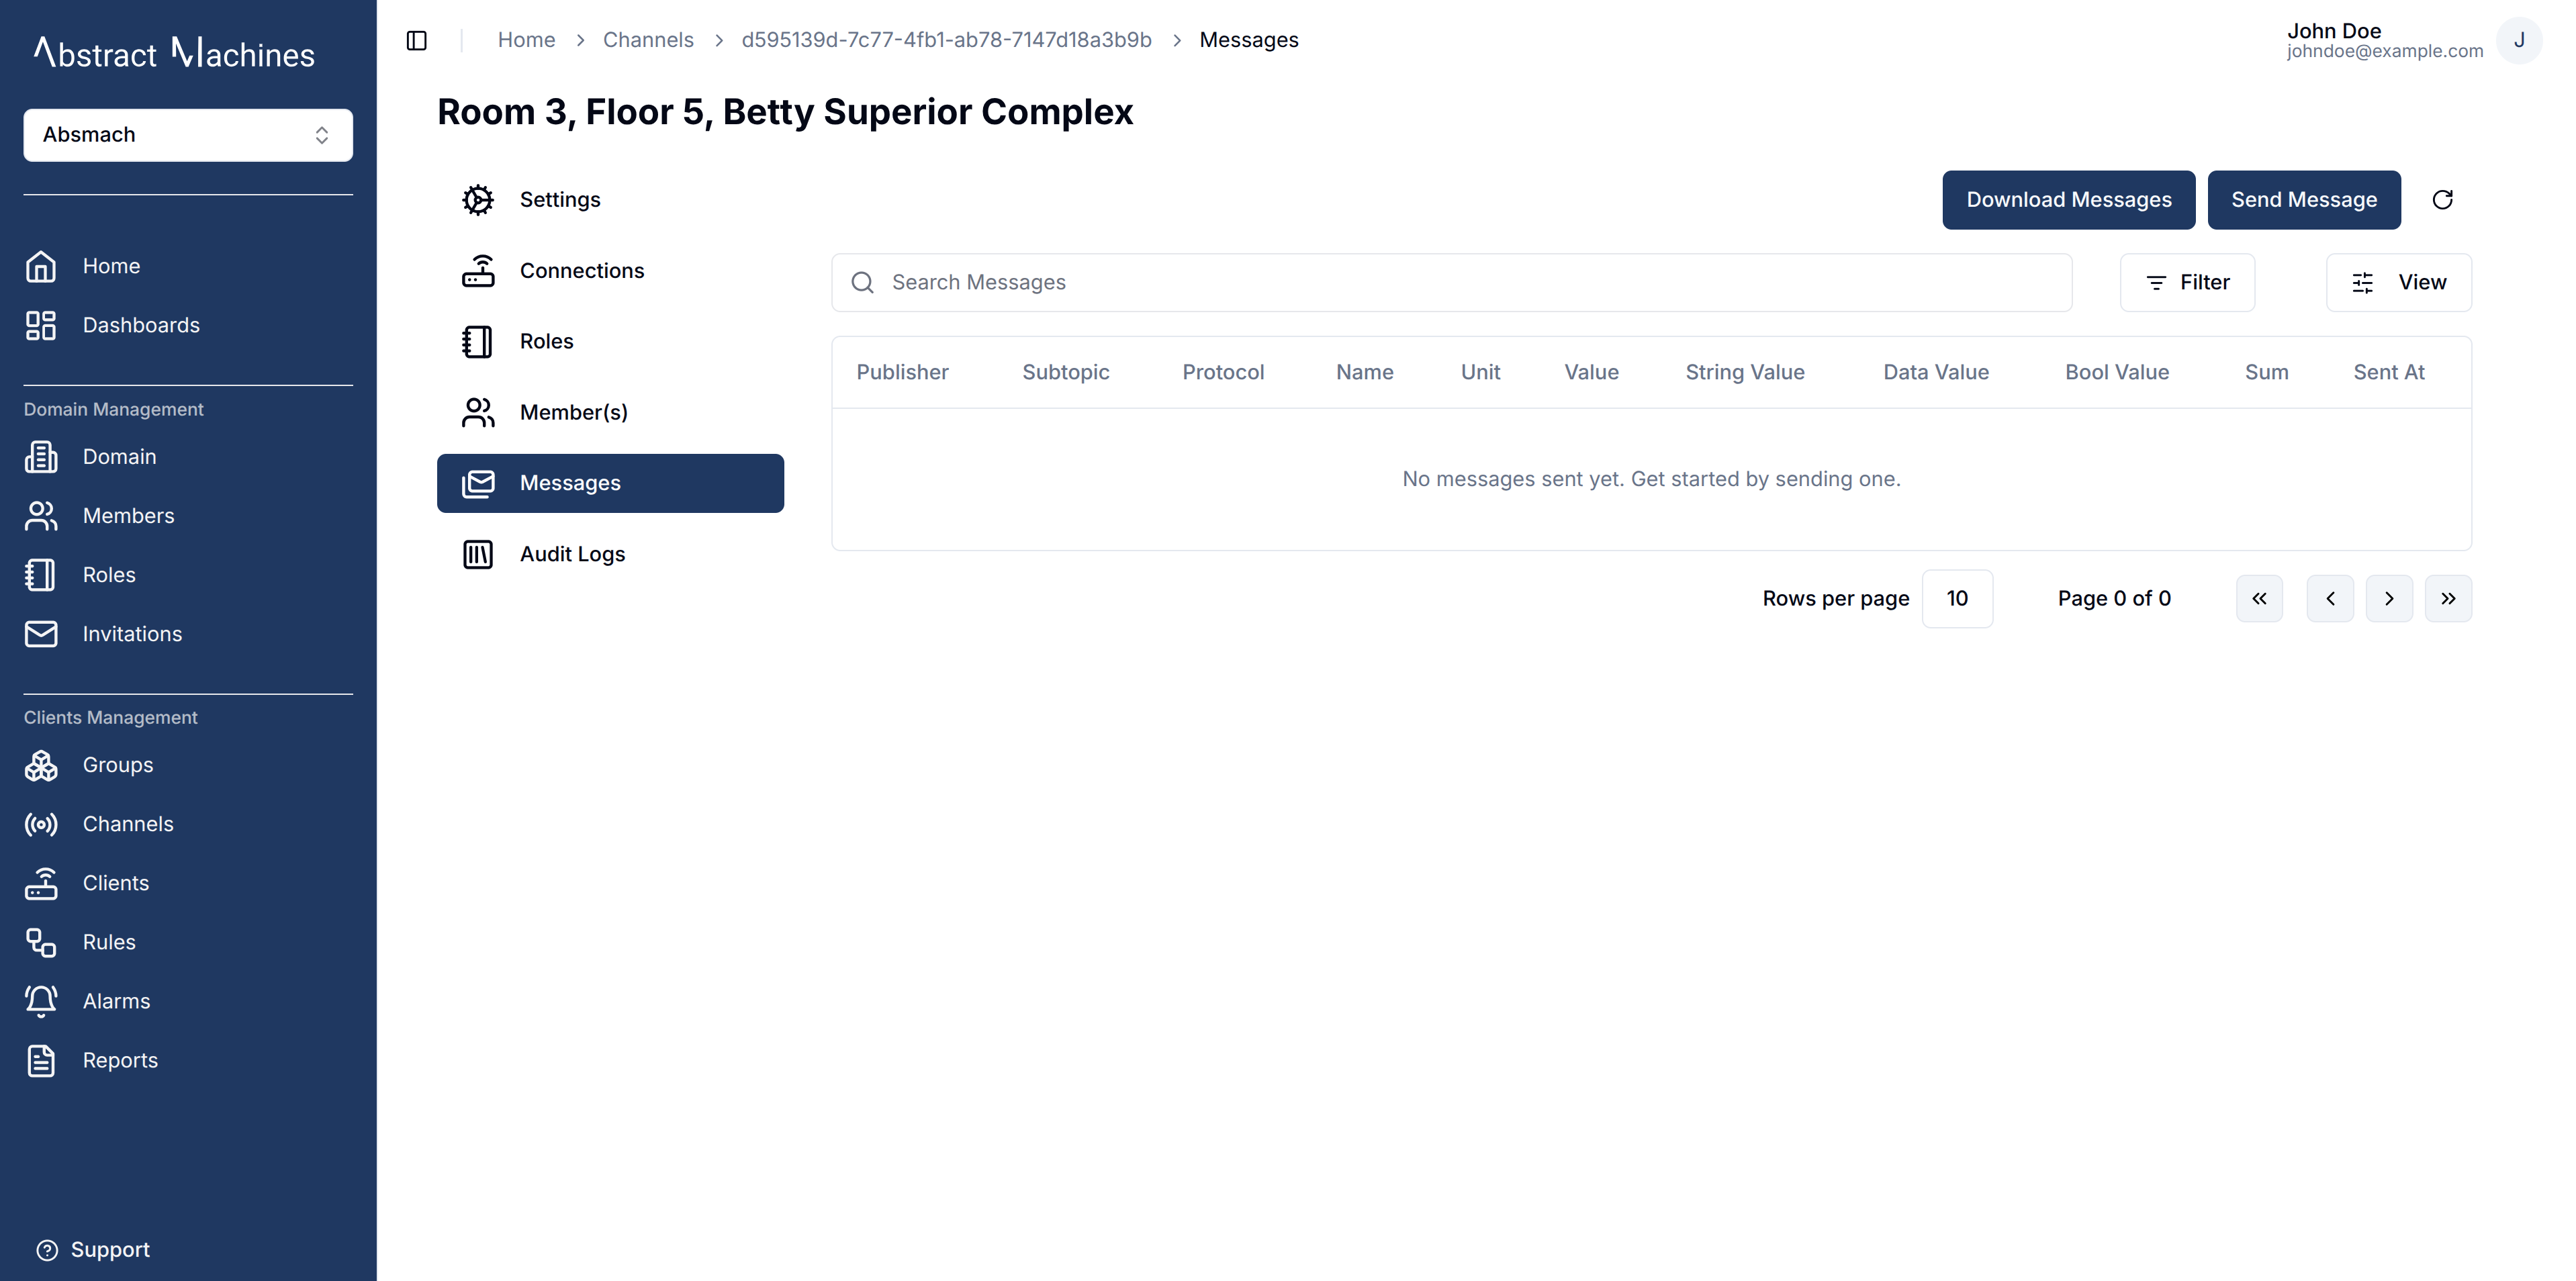 Abstract Machines
Absmach
Home
Dashboards
Domain Management
Domain
Members
Roles
Invitations
Clients Management
Groups
Channels
Clients
Rules
Alarms
Reports
Support
Home > Channels > d595139d-7c77-4fb1-ab78-7147d18a3b9b > Messages
John Doe
johndoe@example.com
J
Room 3, Floor 5, Betty Superior Complex
Settings
Connections
Roles
Member(s)
Messages
Audit Logs
Download Messages Send Message
Search Messages Filter View
Publisher Subtopic Protocol Name Unit Value String Value Data Value Bool Value Sum Sent At
No messages sent yet. Get started by sending one.
Rows per page 10 Page 0 of 0